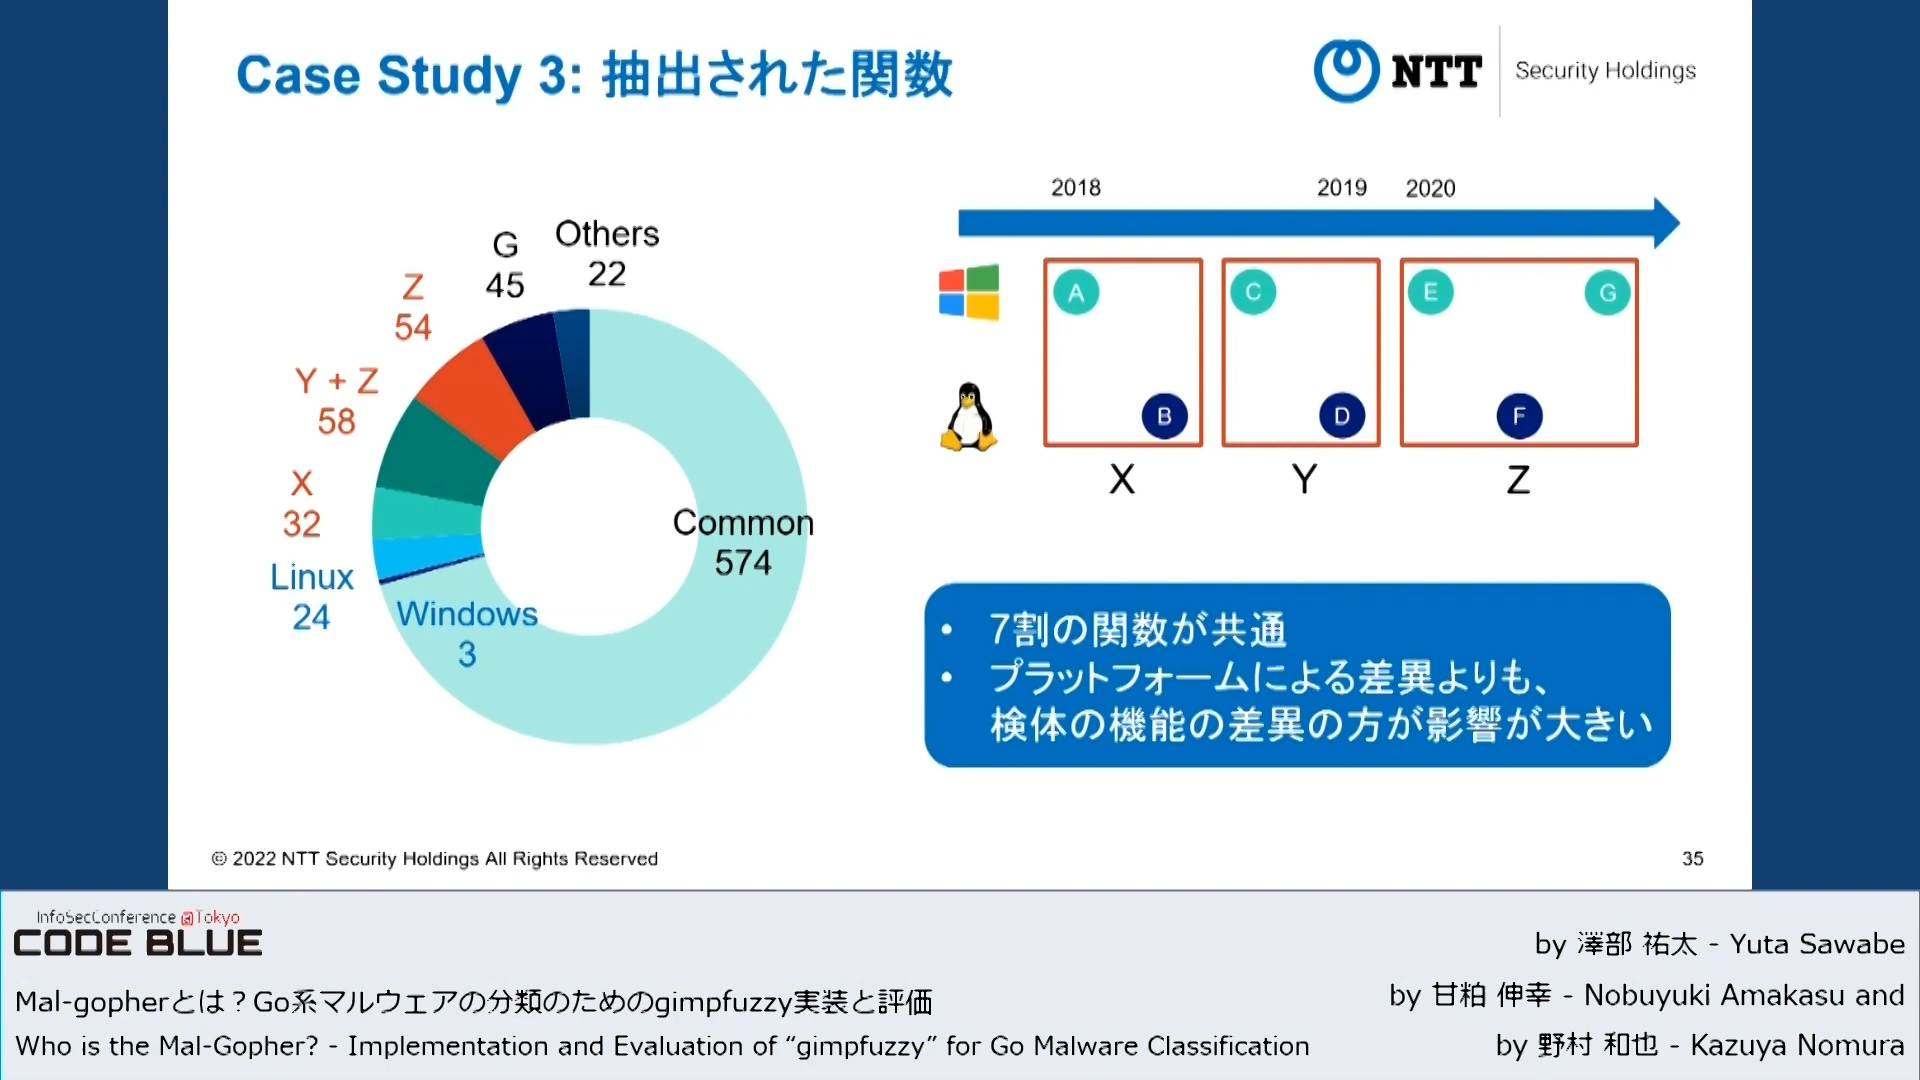 Case Study 3: 抽出された関数
NTT
Security Holdings
Others
22
G
45
Z
54
Y + Z
58
X
32
Linux
24
Windows
3
Common
574
2018
2019
2020
A
C
E
G
B
D
F
X
Y
Z
• 7割の関数が共通
• プラットフォームによる差異よりも、
検体の機能の差異の方が影響が大きい
© 2022 NTT Security Holdings All Rights Reserved
35
InfoSecConference @Tokyo
CODE BLUE
Mal-gopherとは？Go系マルウェアの分類のためのgimpfuzzy実装と評価
Who is the Mal-Gopher? - Implementation and Evaluation of “gimpfuzzy” for Go Malware Classification
by 澤部 祐太 - Yuta Sawabe
by 甘粕 伸幸 - Nobuyuki Amakasu and
by 野村 和也 - Kazuya Nomura